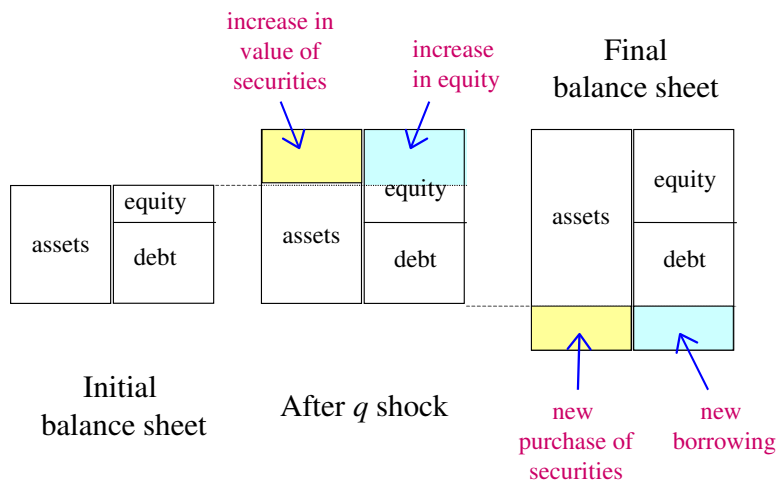 increase in
value of
securities
increase
in equity
Final
balance sheet
assets
equity
debt
assets
equity
debt
assets
equity
debt
Initial
balance sheet
After q shock
new
purchase of
securities
new
borrowing